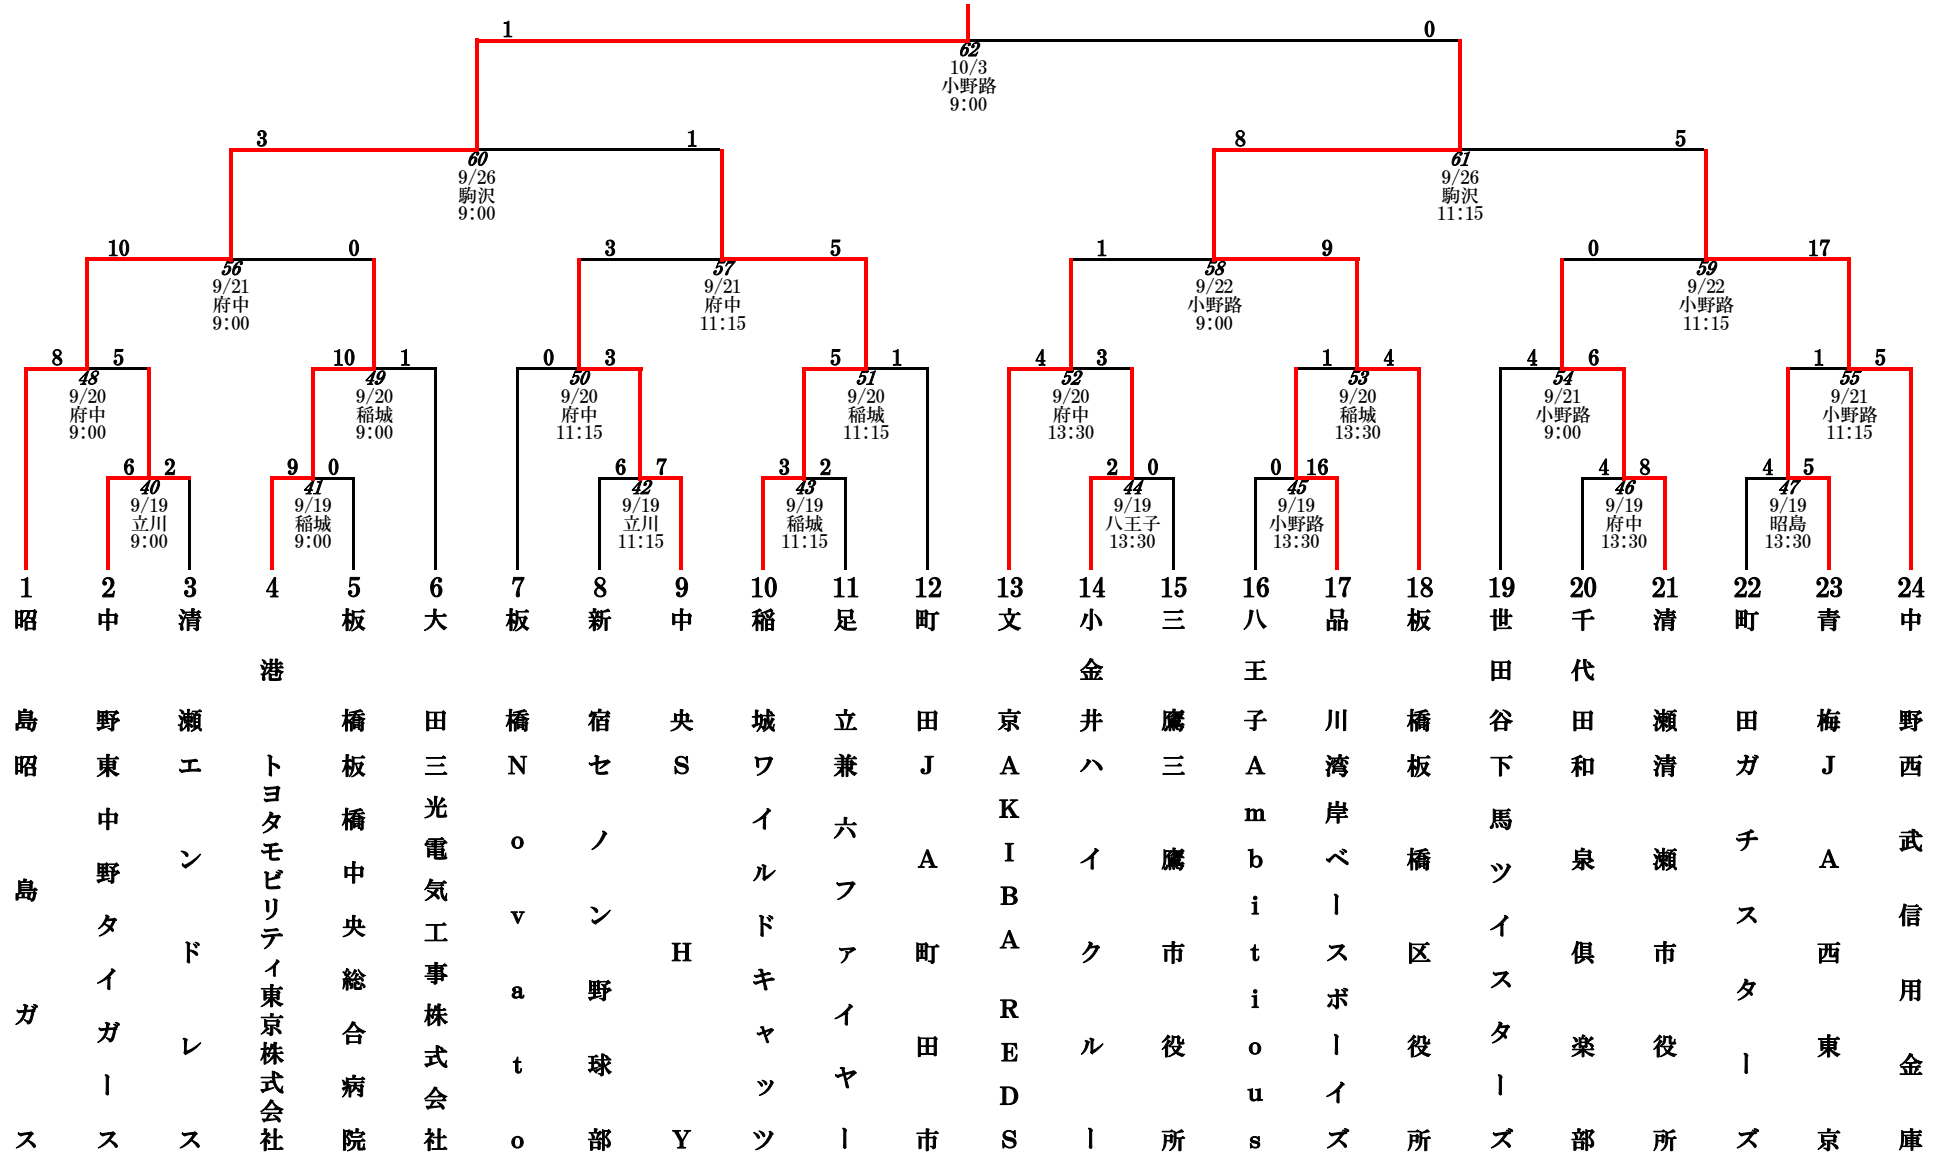 1 0
62
10/3
小野路
9:00
3 1
60
9/26
駒沢
9:00
8 5
61
9/26
駒沢
11:15
10 0
56
9/21
府中
9:00
3 5
57
9/21
府中
11:15
1 9
58
9/22
小野路
9:00
0 17
59
9/22
小野路
11:15
8 5
48
9/20
府中
9:00
10 1
49
9/20
稲城
9:00
0 3
50
9/20
府中
11:15
5 1
51
9/20
稲城
11:15
4 3
52
9/20
府中
13:30
1 4
53
9/20
稲城
13:30
4 6
54
9/21
小野路
9:00
1 5
55
9/21
小野路
11:15
6 2
40
9/19
立川
9:00
9 0
41
9/19
稲城
9:00
6 7
42
9/19
立川
11:15
3 2
43
9/19
稲城
11:15
2 0
44
9/19
八王子
13:30
0 16
45
9/19
小野路
13:30
4 8
46
9/19
府中
13:30
4 5
47
9/19
昭島
13:30
1
昭島
昭島ガス
2
中野
東中野タイガース
3
清瀬
エンドレス
4
港
トヨタモビリティ東京株式会社
5
板橋
板橋中央総合病院
6
大田
三光電気工事株式会社
7
板橋
Novato
8
新宿
セノン野球部
9
中央
SHY
10
稲城
ワイルドキャッツ
11
足立
兼六ファイヤー
12
町田
JA町田市
13
文京
AKIBA REDS
14
小金井
ハイクルー
15
三鷹
三鷹市役所
16
八王子
Ambitious
17
品川
湾岸ベースボーイズ
18
板橋
板橋区役所
19
世田谷
下馬ツイスターズ
20
千代田
和泉倶楽部
21
清瀬
清瀬市役所
22
町田
ガチスターズ
23
青梅
JA西東京
24
中野
西武信用金庫